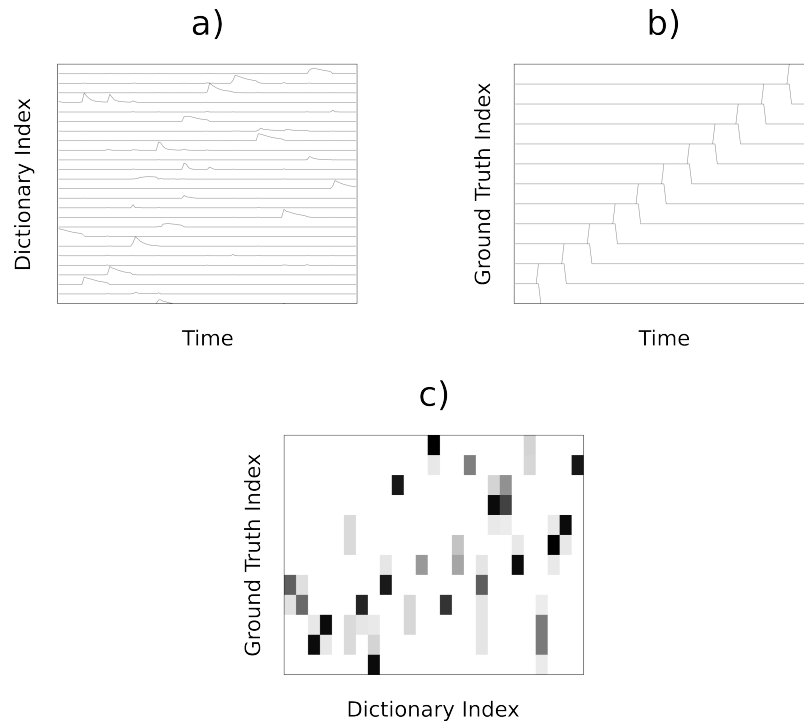 a)
b)
Dictionary Index
Ground Truth Index
Time
Time
c)
Ground Truth Index
Dictionary Index